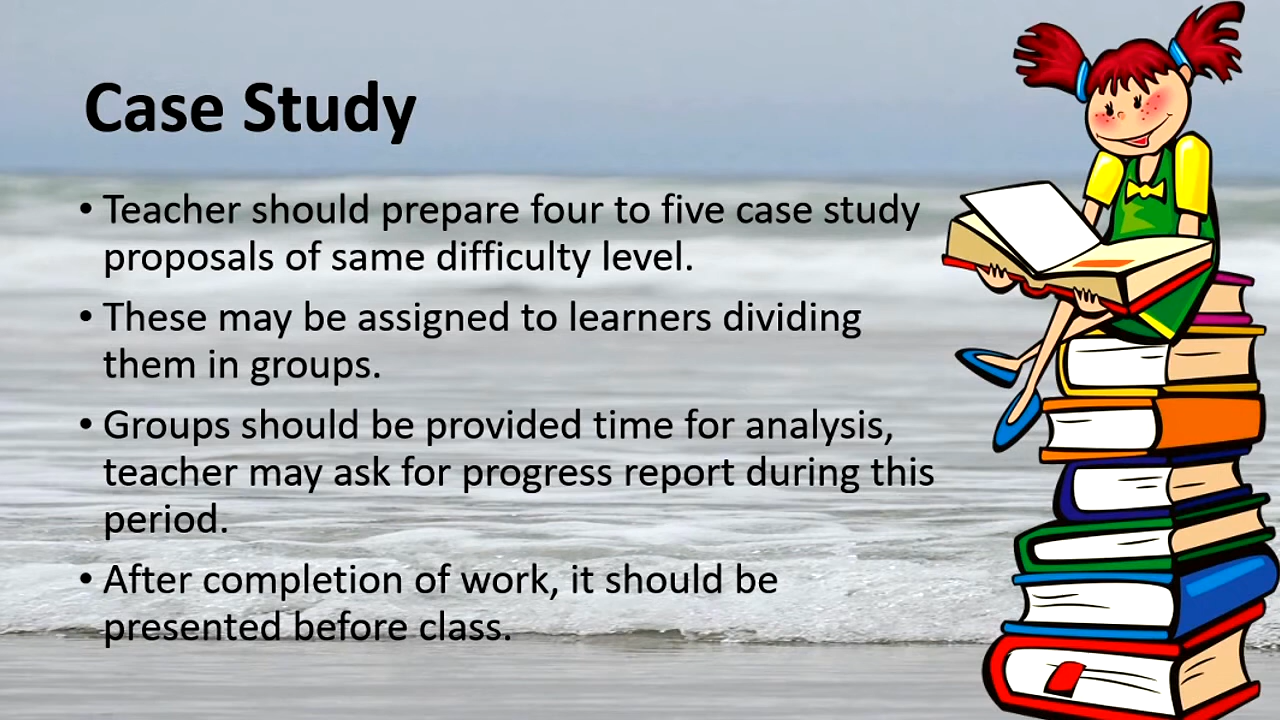 Case Study
• Teacher should prepare four to five case study
proposals of same difficulty level.
• These may be assigned to learners dividing
them in groups.
• Groups should be provided time for analysis,
teacher may ask for progress report during this
period.
• After completion of work, it should be
presented before class.